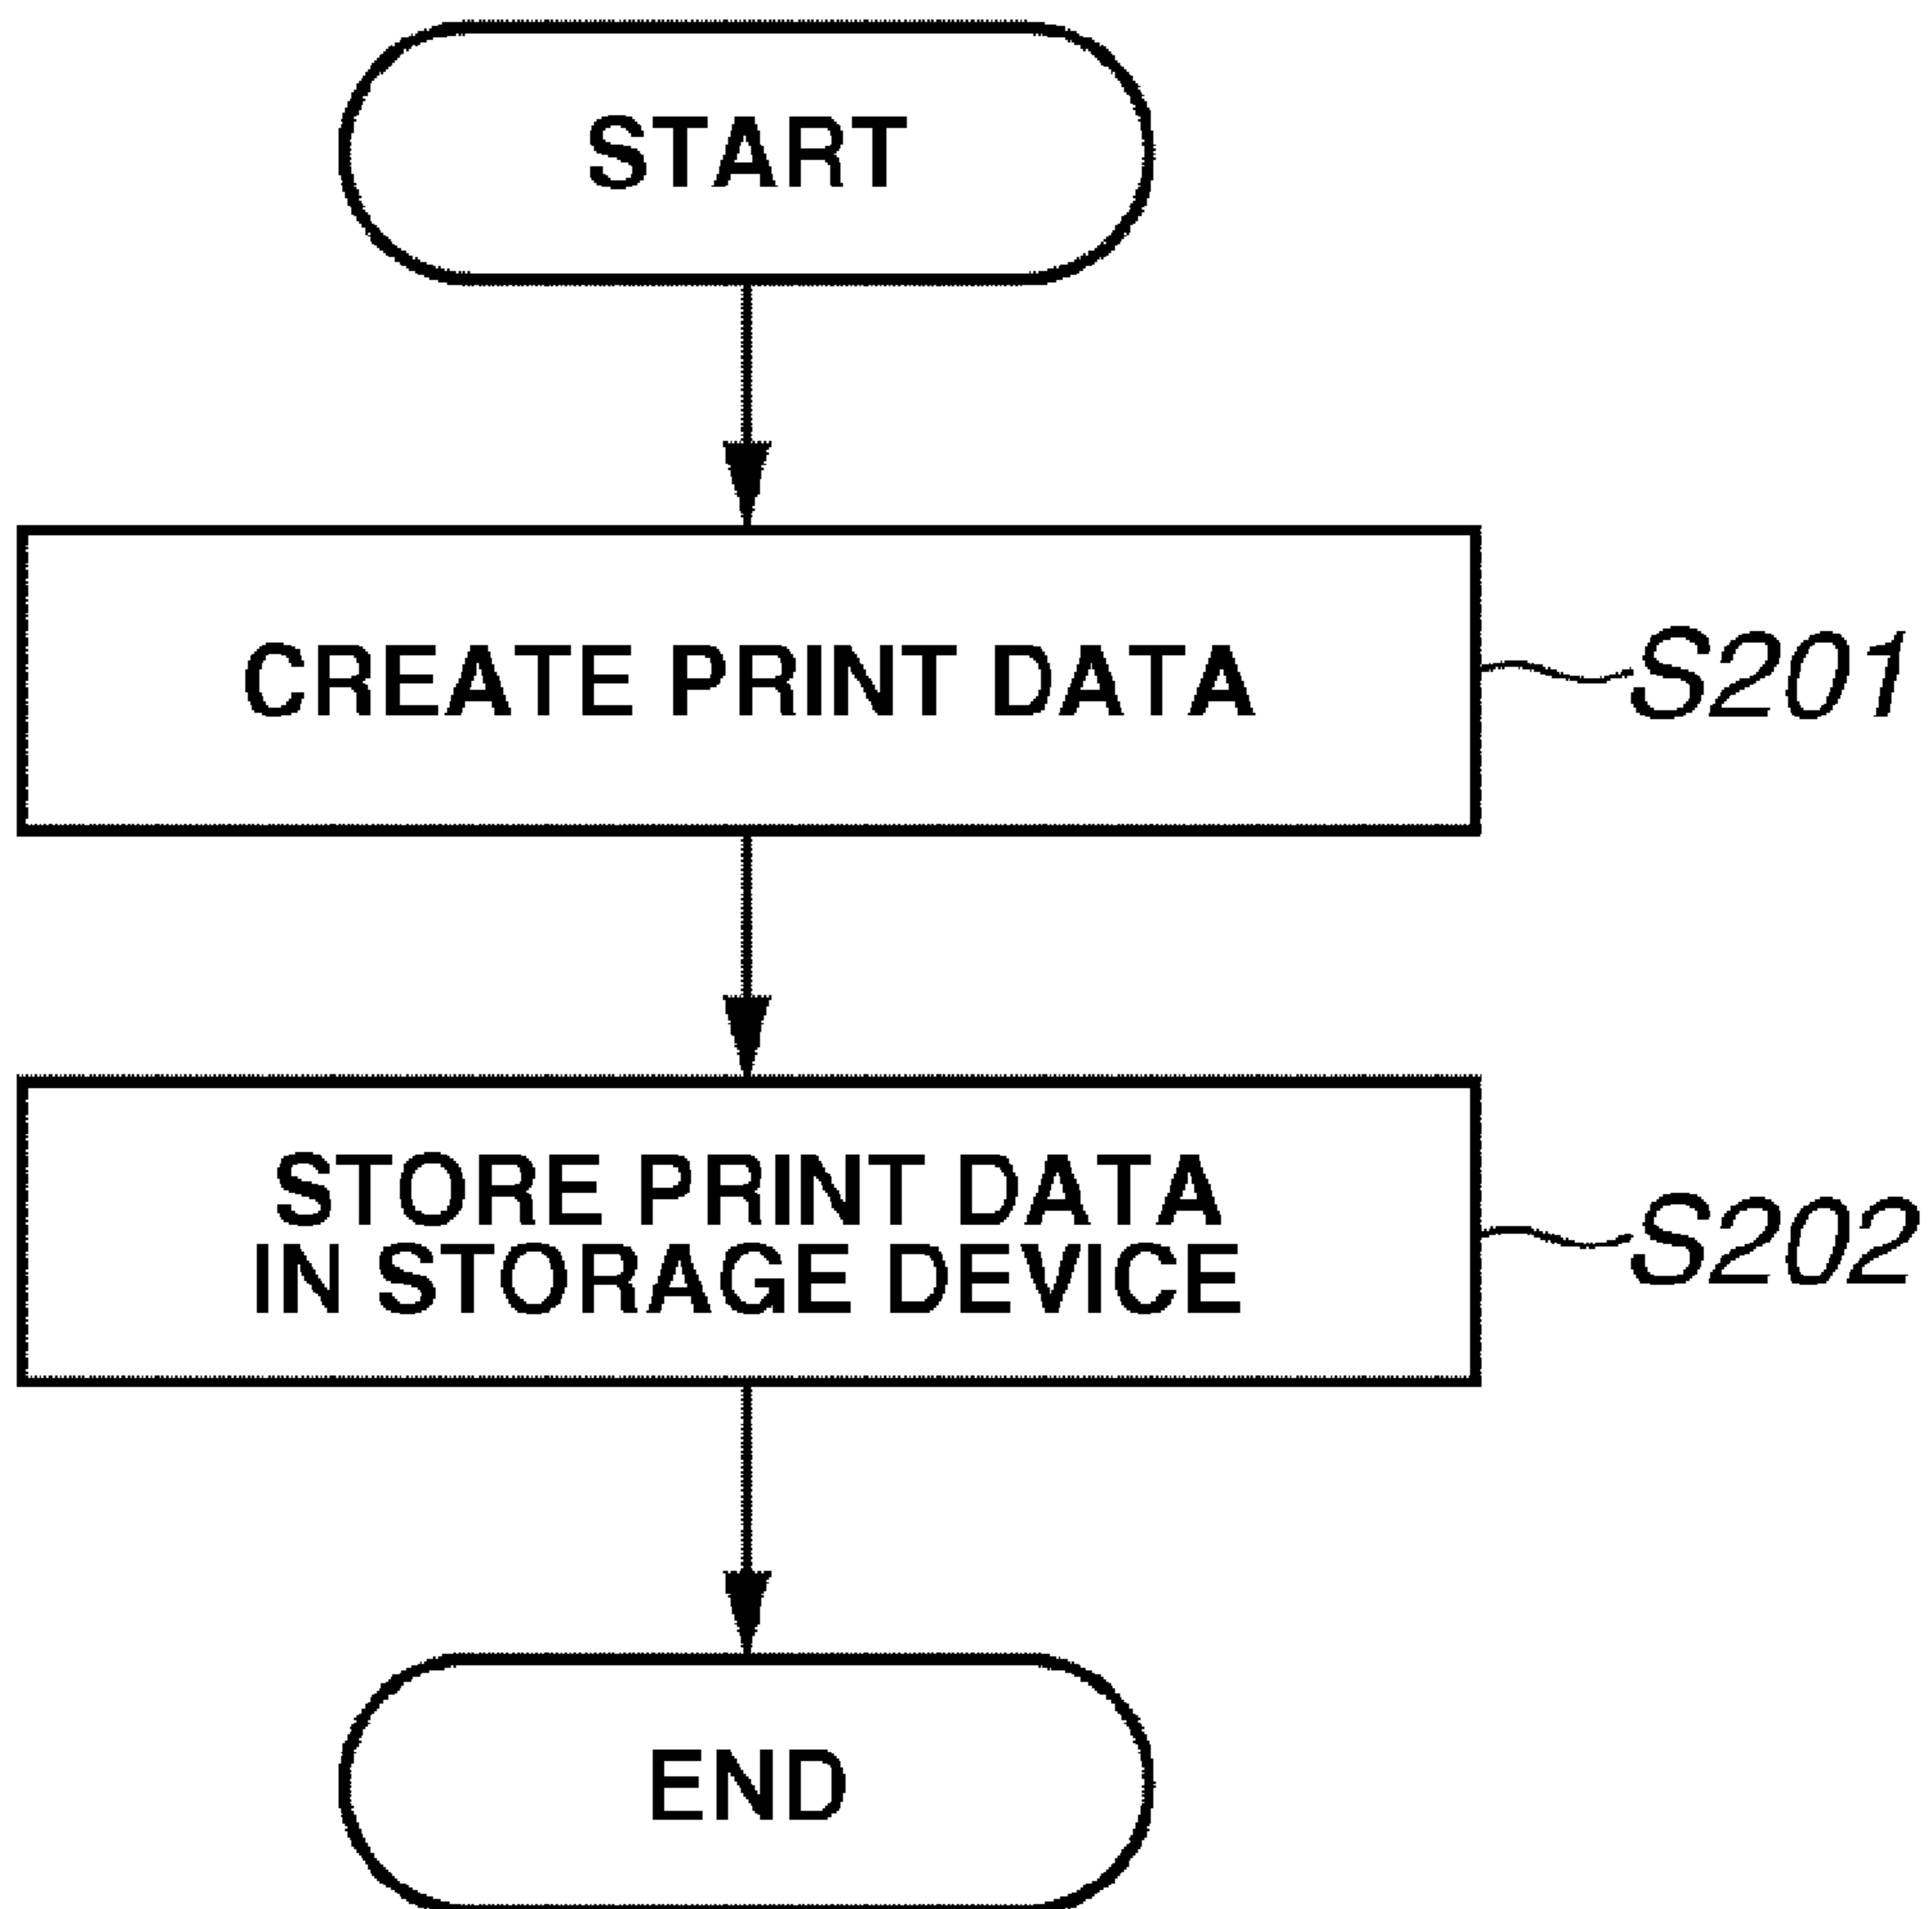 START
CREATE PRINT DATA
S201
STORE PRINT DATA
IN STORAGE DEVICE
S202
END